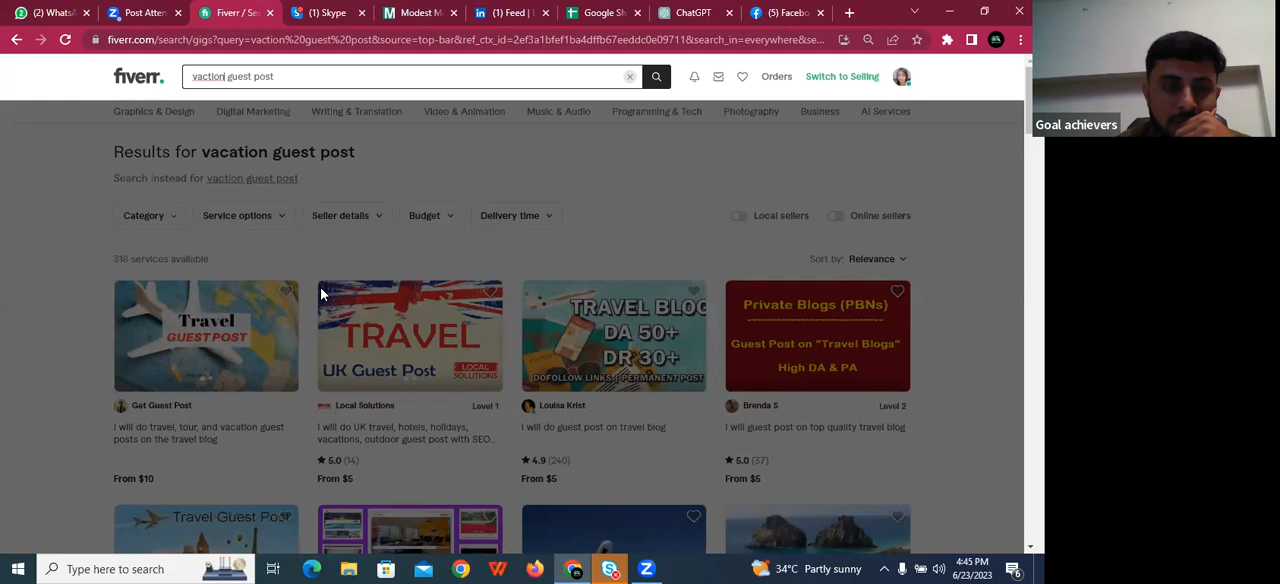 (2) WhatsA
Post Atten
Fiverr / Sea
(1) Skype
Modest M
(1) Feed | L
Google Sh
ChatGPT
(5) Facebo
fiverr.com/search/gigs?query=vaction%20guest%20post&source=top-bar&ref_ctx_id=2ef3a1bfef1ba4dffb67eeddc0e09711&search_in=everywhere&se...
fiverr.
vaction guest post
Orders
Switch to Selling
Graphics & Design
Digital Marketing
Writing & Translation
Video & Animation
Music & Audio
Programming & Tech
Photography
Business
AI Services
Goal achievers
Results for vacation guest post
Search instead for vaction guest post
Category
Service options
Seller details
Budget
Delivery time
Local sellers
Online sellers
318 services available
Sort by: Relevance
Travel
GUEST POST
TRAVEL
UK Guest Post
LOCAL
SOLUTIONS
TRAVEL BLOG
DA 50+
DR 30+
DOFOLLOW LINKS | PERMANENT POST
Private Blogs (PBNs)
Guest Post on "Travel Blogs"
High DA & PA
Get Guest Post
Local Solutions
Level 1
Louisa Krist
Brenda S
Level 2
I will do travel, tour, and vacation guest
posts on the travel blog
I will do UK travel, hotels, holidays,
vacations, outdoor guest post with SEO...
I will do guest post on travel blog
I will guest post on top quality travel blog
5.0 (14)
4.9 (240)
5.0 (37)
From $10
From $5
From $5
From $5
Travel Guest Post
Type here to search
34°C Partly sunny
4:45 PM
6/23/2023
6